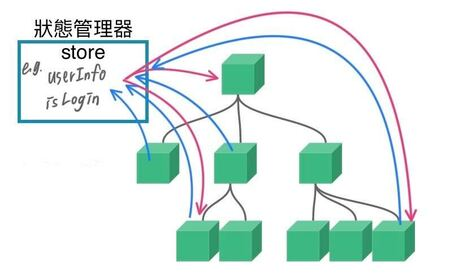 狀態管理器
store
e.g. userInfo
isLogin